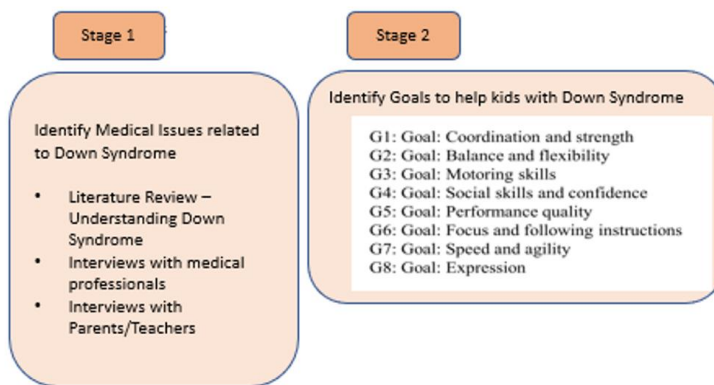 Stage 1
Identify Medical Issues related
to Down Syndrome
• Literature Review –
Understanding Down
Syndrome
• Interviews with medical
professionals
• Interviews with
Parents/Teachers
Stage 2
Identify Goals to help kids with Down Syndrome
G1: Goal: Coordination and strength
G2: Goal: Balance and flexibility
G3: Goal: Motoring skills
G4: Goal: Social skills and confidence
G5: Goal: Performance quality
G6: Goal: Focus and following instructions
G7: Goal: Speed and agility
G8: Goal: Expression